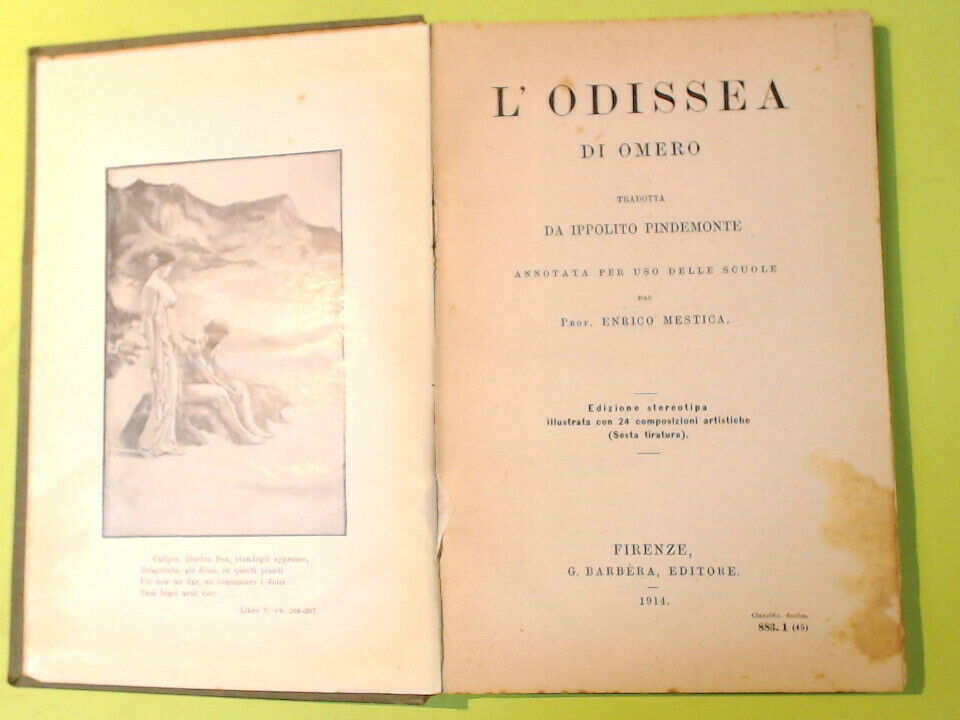 Calipso, illustre Dea, standogli appresso,
Sciagurato, gli disse, in questi pianti
Più non mi dar, nè consumare i dolci
Tuoi begli anni così . . . . . . . . . . . .
Libro V, vv. 204-207.
L' ODISSEA
DI OMERO
TRADOTTA
DA IPPOLITO PINDEMONTE
ANNOTATA PER USO DELLE SCUOLE
DAL
PROF. ENRICO MESTICA.
Edizione stereotipa
illustrata con 24 composizioni artistiche
(Sesta tiratura).
FIRENZE,
G. BARBÈRA, EDITORE.
1914.
Classifte decim.
883. 1 (45)